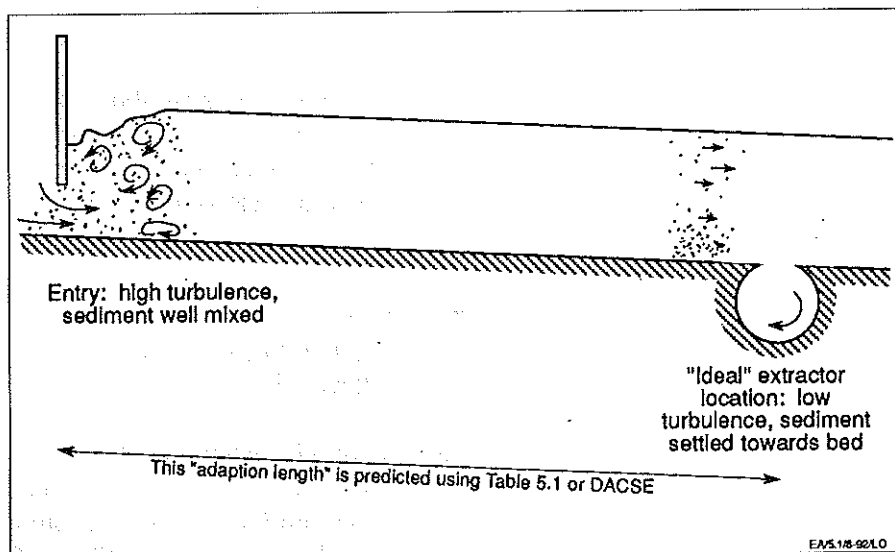 Entry: high turbulence,
sediment well mixed
"Ideal" extractor
location: low
turbulence, sediment
settled towards bed
This "adaption length" is predicted using Table 5.1 or DACSE
EA/5.1/8-92/LO